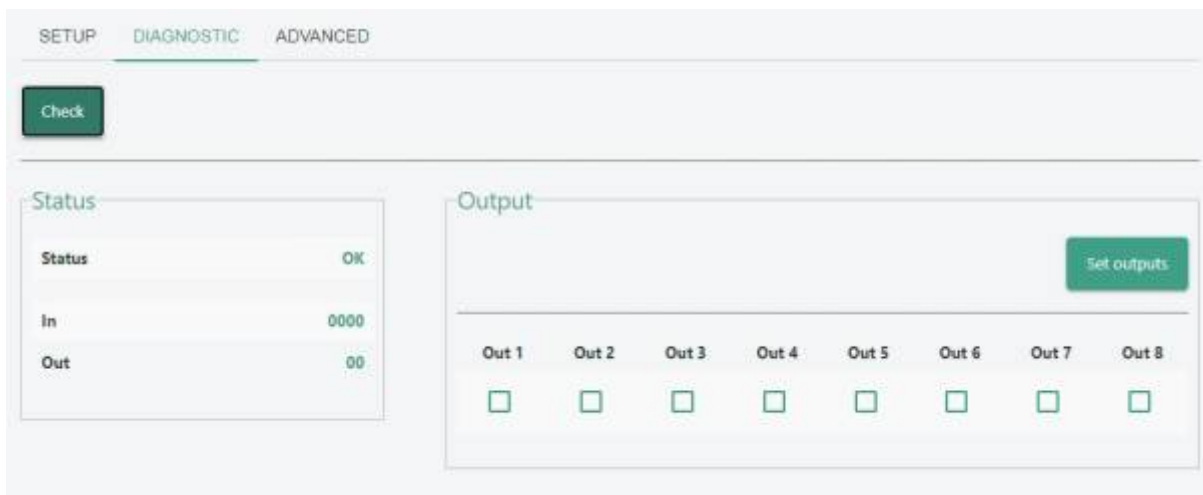 SETUP DIAGNOSTIC ADVANCED
Check
Status
Status OK
In 0000
Out 00
Output
Set outputs
Out 1 Out 2 Out 3 Out 4 Out 5 Out 6 Out 7 Out 8